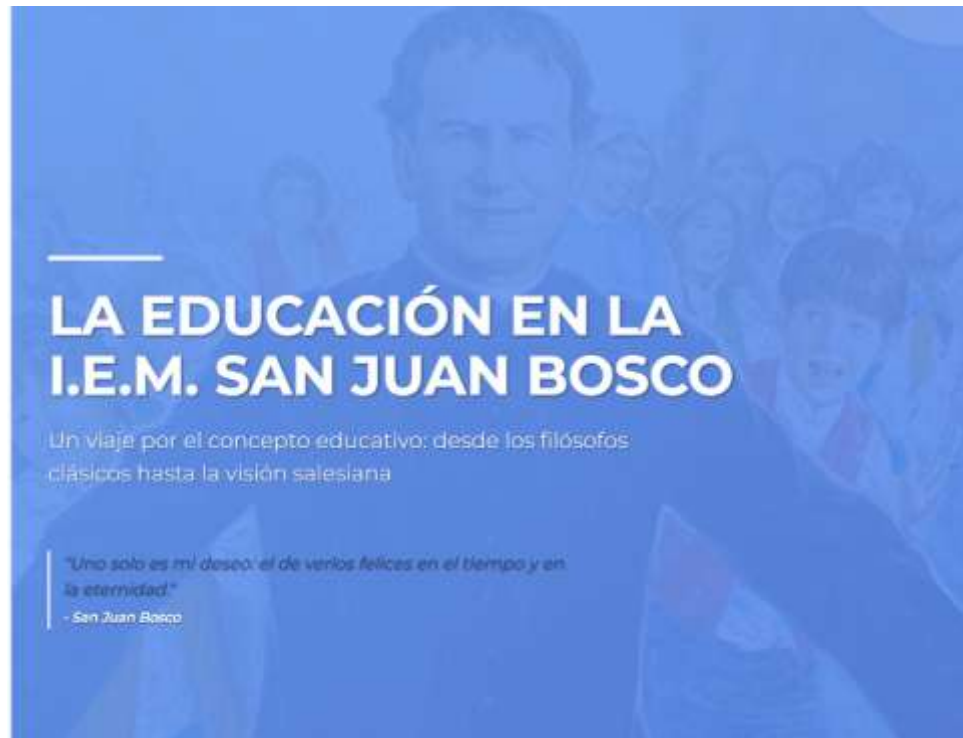 LA EDUCACIÓN EN LA
I.E.M. SAN JUAN BOSCO
Un viaje por el concepto educativo: desde los filósofos
clásicos hasta la visión salesiana
"Uno solo es mi deseo: el de verlos felices en el tiempo y en
la eternidad."
- San Juan Bosco